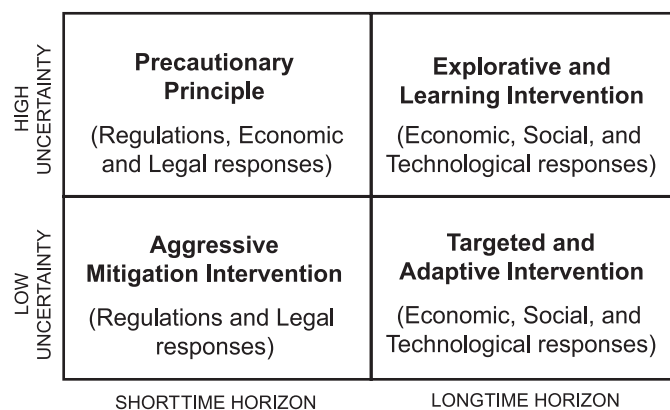 HIGH
UNCERTAINTY
Precautionary
Principle
(Regulations, Economic
and Legal responses)
Explorative and
Learning Intervention
(Economic, Social, and
Technological responses)
LOW
UNCERTAINTY
Aggressive
Mitigation Intervention
(Regulations and Legal
responses)
Targeted and
Adaptive Intervention
(Economic, Social, and
Technological responses)
SHORTTIME HORIZON
LONGTIME HORIZON